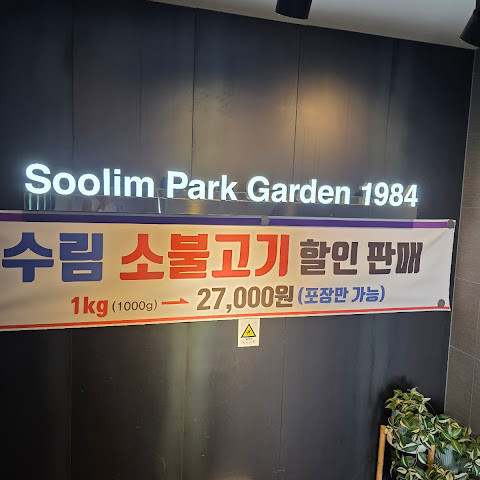 Soolim Park Garden 1984
수림 소불고기 할인 판매
1kg (1000g) → 27,000원 (포장만 가능)